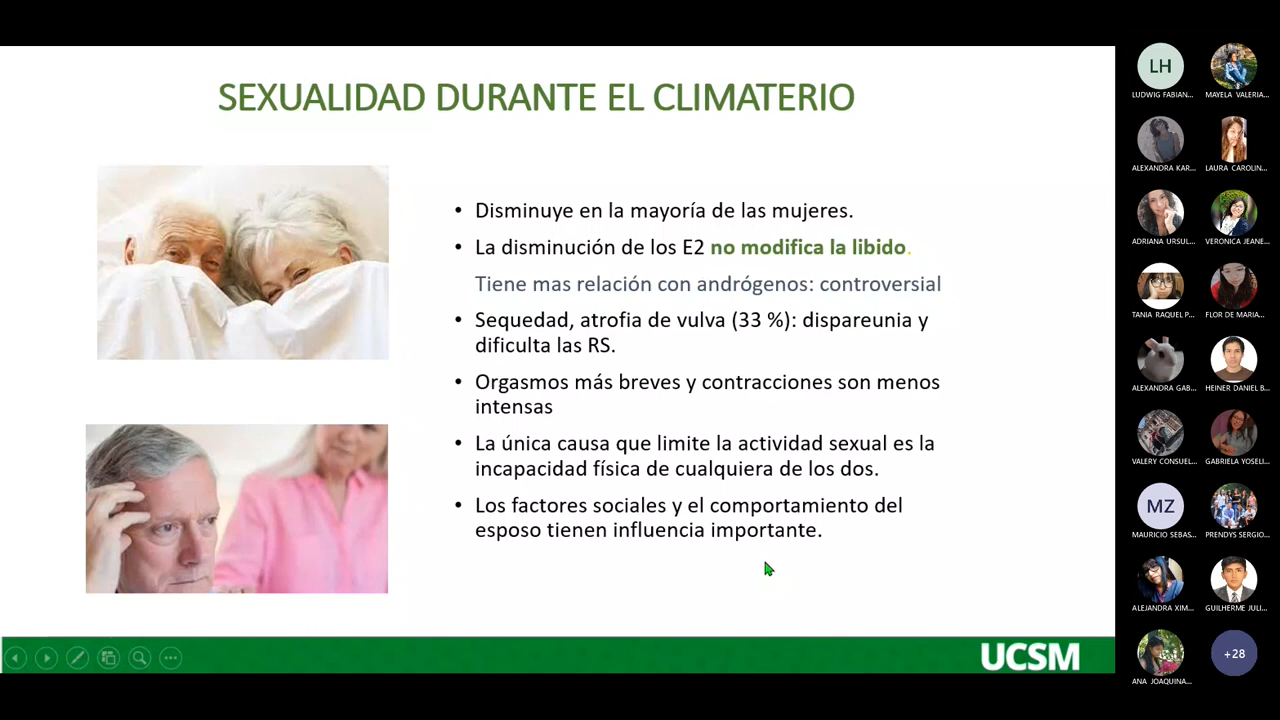 SEXUALIDAD DURANTE EL CLIMATERIO
• Disminuye en la mayoría de las mujeres.
• La disminución de los E2 no modifica la libido.
Tiene mas relación con andrógenos: controversial
• Sequedad, atrofia de vulva (33 %): dispareunia y
dificulta las RS.
• Orgasmos más breves y contracciones son menos
intensas
• La única causa que limite la actividad sexual es la
incapacidad física de cualquiera de los dos.
• Los factores sociales y el comportamiento del
esposo tienen influencia importante.
UCSM
LH
LUDWIG FABIAN...
MAYELA VALERIA...
ALEXANDRA KAR...
LAURA CAROLIN...
ADRIANA URSUL...
VERONICA JEANE...
TANIA RAQUEL P...
FLOR DE MARIA...
ALEXANDRA GAB...
HEINER DANIEL B...
VALERY CONSUEL...
GABRIELA YOSELI...
MZ
MAURICIO SEBAS...
PRENDYS SERGIO...
ALEJANDRA XIM...
GUILHERME JULI...
ANA JOAQUINA...
+28